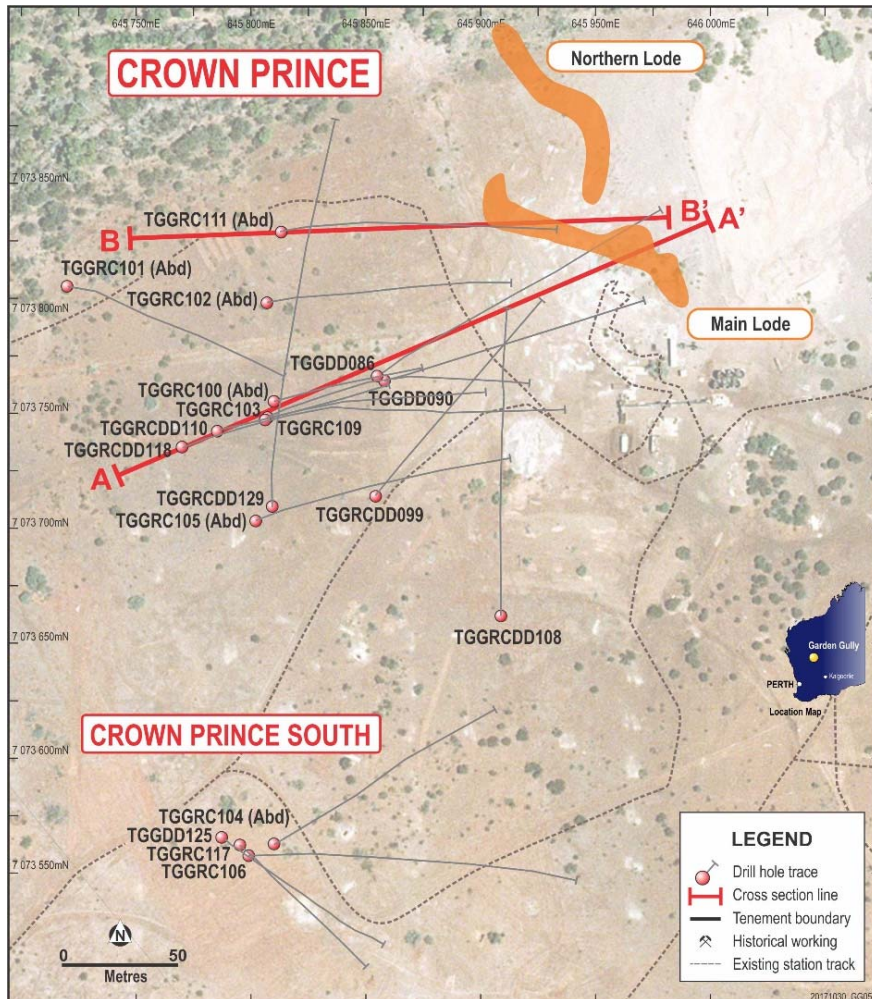 645 750mE
645 800mE
645 850mE
645 900mE
645 950mE
646 000mE
CROWN PRINCE
Northern Lode
7 073 850mN
TGGRC111 (Abd)
B
B'
A'
TGGRC101 (Abd)
TGGRC102 (Abd)
7 073 800mN
Main Lode
TGGDD086
TGGRC100 (Abd)
TGGDD090
TGGRC103
7 073 750mN
TGGRCDD110
TGGRC109
TGGRCDD118
A
TGGRCDD129
TGGRC105 (Abd)
TGGRCDD099
7 073 700mN
TGGRCDD108
7 073 650mN
Garden Gully
Kalgoorlie
PERTH
Location Map
CROWN PRINCE SOUTH
7 073 600mN
TGGRC104 (Abd)
TGGDD125
TGGRC117
TGGRC106
7 073 550mN
LEGEND
Drill hole trace
Cross section line
Tenement boundary
Historical working
Existing station track
N
0 50
Metres
20171030_GG05